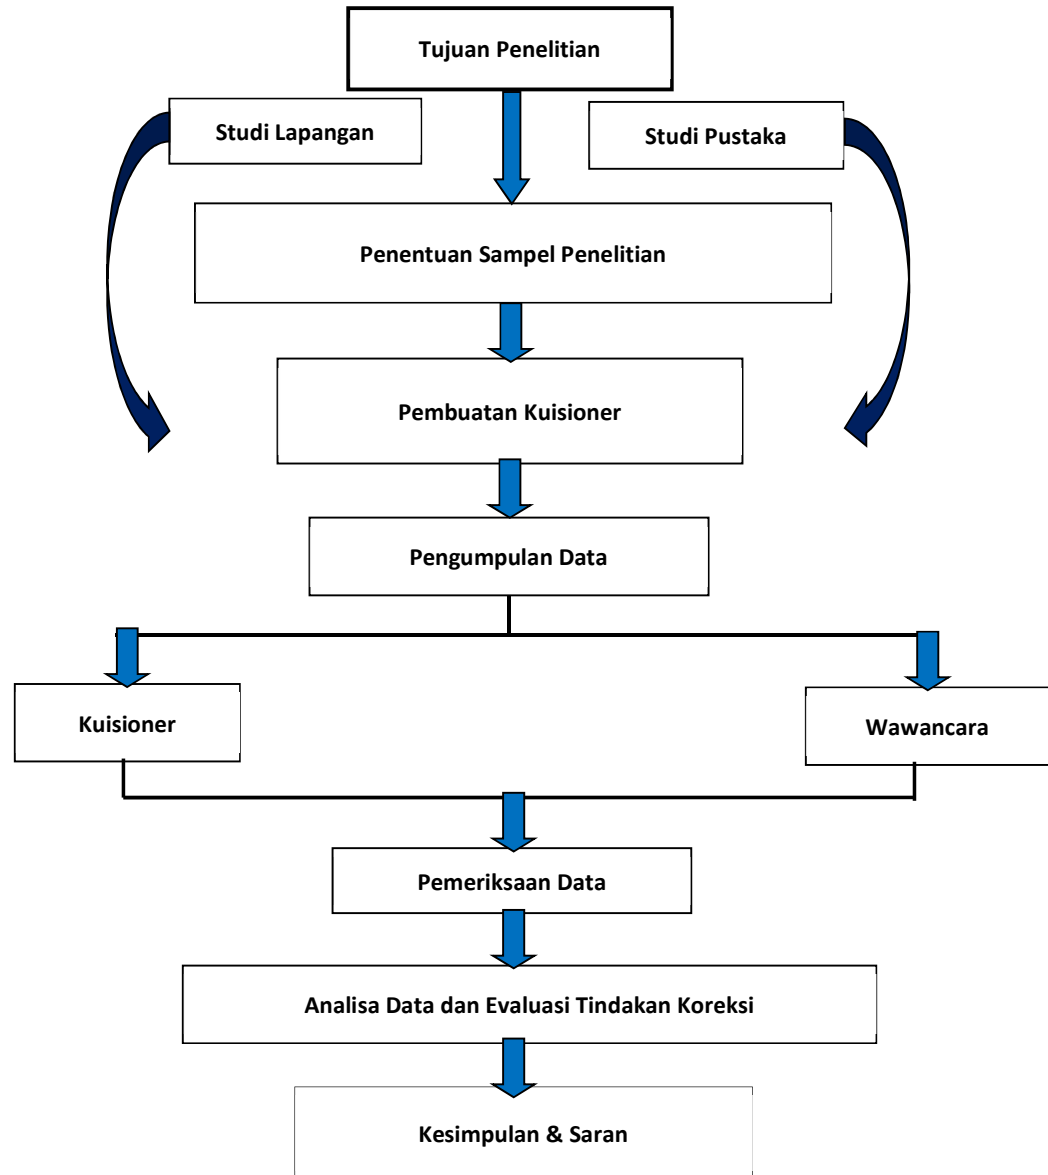 Tujuan Penelitian
Studi Lapangan
Studi Pustaka
Penentuan Sampel Penelitian
Pembuatan Kuisioner
Pengumpulan Data
Kuisioner
Wawancara
Pemeriksaan Data
Analisa Data dan Evaluasi Tindakan Koreksi
Kesimpulan & Saran